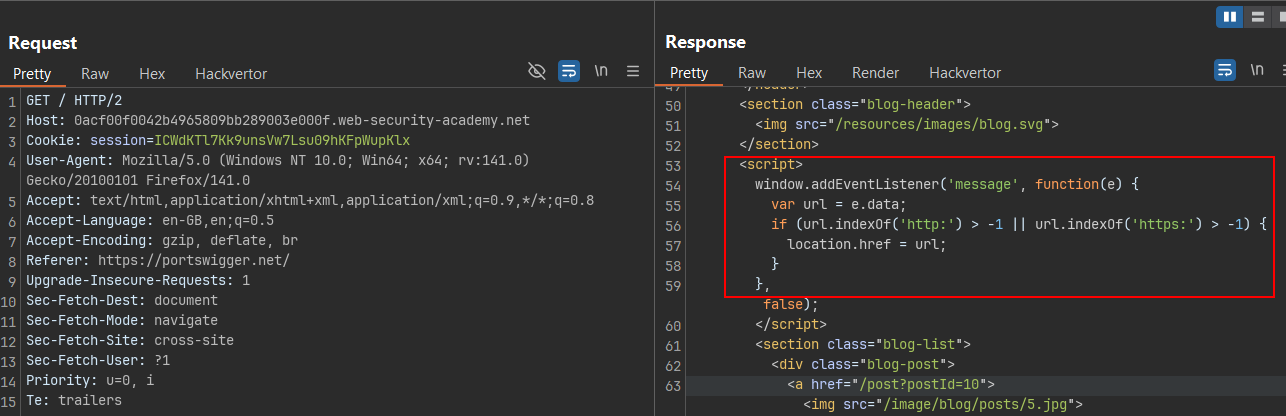 Request
Pretty Raw Hex Hackvertor \n
1 GET / HTTP/2
2 Host: 0acf00f0042b4965809bb289003e000f.web-security-academy.net
3 Cookie: session=ICWdKTl7Kk9unsVw7Lsu09hKFpWupKlx
4 User-Agent: Mozilla/5.0 (Windows NT 10.0; Win64; x64; rv:141.0)
Gecko/20100101 Firefox/141.0
5 Accept: text/html,application/xhtml+xml,application/xml;q=0.9,*/*;q=0.8
6 Accept-Language: en-GB,en;q=0.5
7 Accept-Encoding: gzip, deflate, br
8 Referer: https://portswigger.net/
9 Upgrade-Insecure-Requests: 1
10 Sec-Fetch-Dest: document
11 Sec-Fetch-Mode: navigate
12 Sec-Fetch-Site: cross-site
13 Sec-Fetch-User: ?1
14 Priority: u=0, i
15 Te: trailers
Response
Pretty Raw Hex Render Hackvertor \n
49 </header>
50 <section class="blog-header">
51 <img src="/resources/images/blog.svg">
52 </section>
53 <script>
54 window.addEventListener('message', function(e) {
55 var url = e.data;
56 if (url.indexOf('http:') > -1 || url.indexOf('https:') > -1) {
57 location.href = url;
58 }
59 },
false);
60 </script>
61 <section class="blog-list">
62 <div class="blog-post">
63 <a href="/post?postId=10">
<img src="/image/blog/posts/5.jpg">